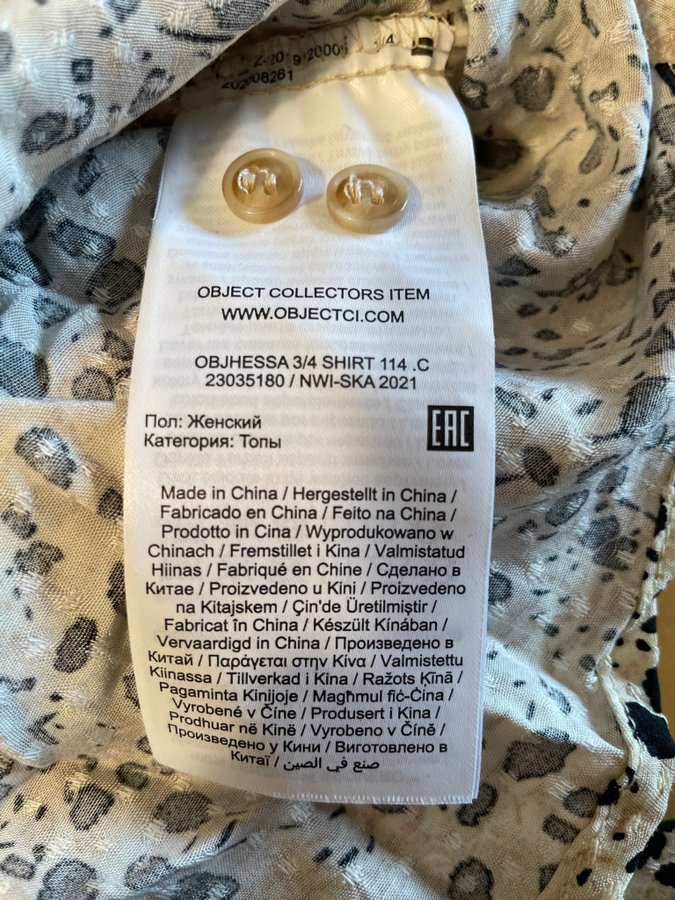 202008261
OBJECT COLLECTORS ITEM
WWW.OBJECTCI.COM
OBJHESSA 3/4 SHIRT 114 .C
23035180 / NWI-SKA 2021
Пол: Женский
Категория: Топы
EAC
Made in China / Hergestellt in China /
Fabricado en China / Feito na China /
Prodotto in Cina / Wyprodukowano w
Chinach / Fremstillet i Kina / Valmistatud
Hiinas / Fabriqué en Chine / Сделано в
Китае / Proizvedeno u Kini / Proizvedeno
na Kitajskem / Çin'de Üretilmiştir /
Fabricat în China / Készült Kínában /
Vervaardigd in China / Произведено в
Китай / Παράγεται στην Κίνα / Valmistettu
Kiinassa / Tillverkad i Kina / Ražots Ķīnā /
Pagaminta Kinijoje / Magħmul fiċ-Ċina /
Vyrobené v Číne / Produsert i Kina /
Prodhuar në Kinë / Vyrobeno v Číně /
Произведено у Кини / Виготовлено в
Китаї / صنع في الصين